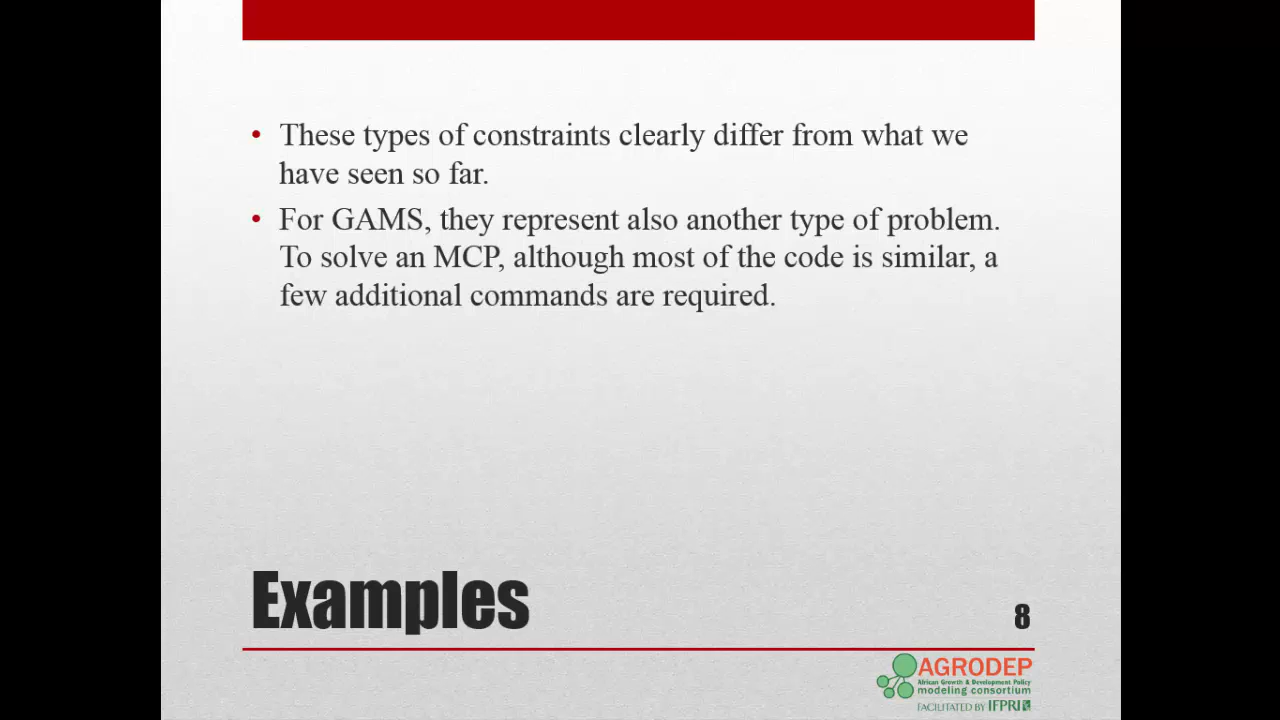 • These types of constraints clearly differ from what we
have seen so far.
• For GAMS, they represent also another type of problem.
To solve an MCP, although most of the code is similar, a
few additional commands are required.
Examples
8
AGRODEP
African Growth & Development Policy
modeling consortium
FACILITATED BY IFPRI